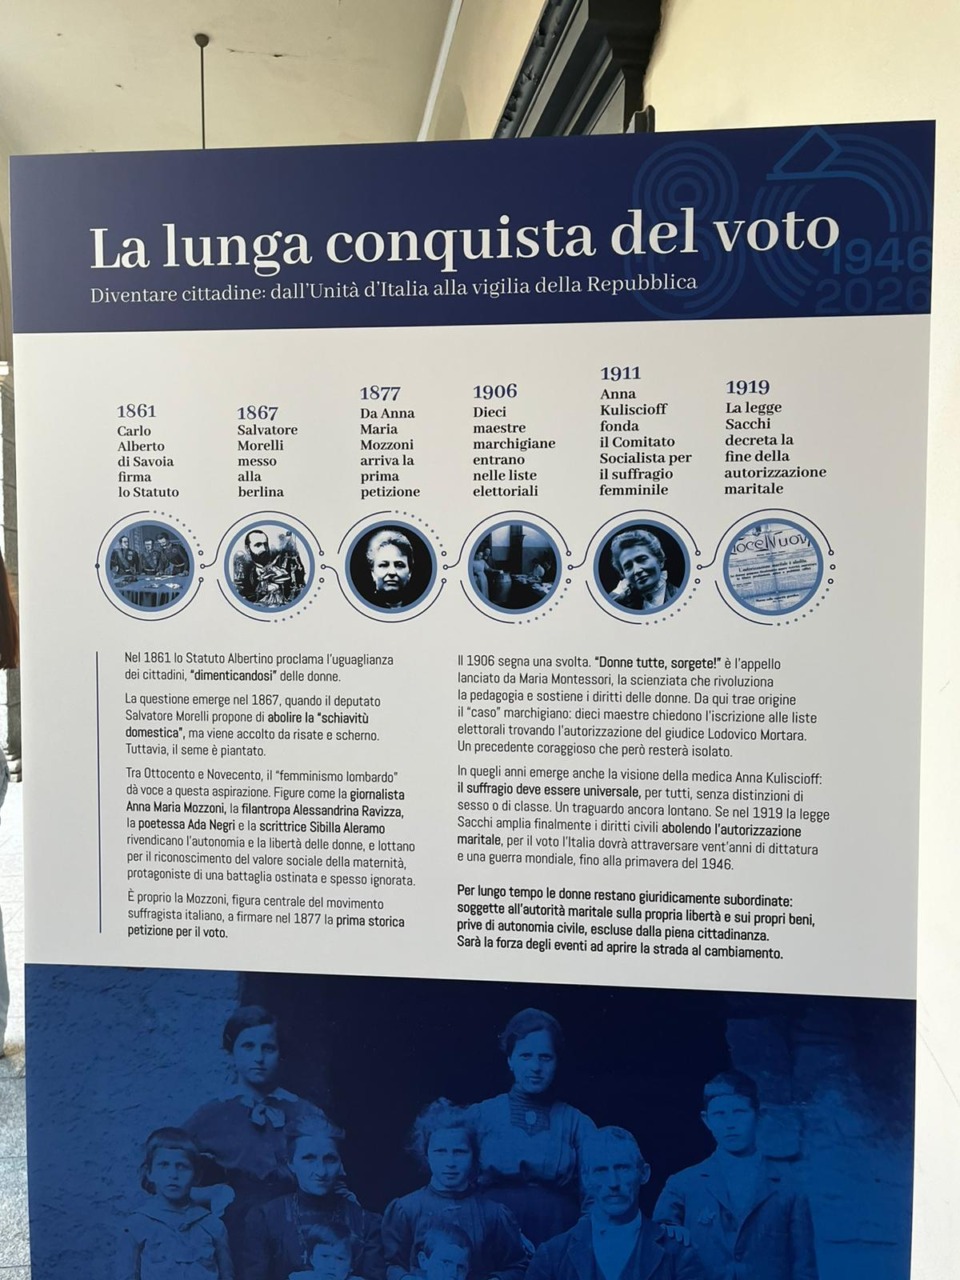 La lunga conquista del voto
Diventare cittadine: dall'Unità d'Italia alla vigilia della Repubblica
1946
2026
1861
Carlo
Alberto
di Savoia
firma
lo Statuto
1867
Salvatore
Morelli
messo
alla
berlina
1877
Da Anna
Maria
Mozzoni
arriva la
prima
petizione
1906
Dieci
maestre
marchigiane
entrano
nelle liste
elettoriali
1911
Anna
Kuliscioff
fonda
il Comitato
Socialista per
il suffragio
femminile
1919
La legge
Sacchi
decreta la
fine della
autorizzazione
maritale
Nel 1861 lo Statuto Albertino proclama l'uguaglianza
dei cittadini, "dimenticandosi" delle donne.
La questione emerge nel 1867, quando il deputato
Salvatore Morelli propone di abolire la "schiavitù
domestica", ma viene accolto da risate e scherno.
Tuttavia, il seme è piantato.
Tra Ottocento e Novecento, il "femminismo lombardo"
dà voce a questa aspirazione. Figure come la giornalista
Anna Maria Mozzoni, la filantropa Alessandrina Ravizza,
la poetessa Ada Negri e la scrittrice Sibilla Aleramo
rivendicano l'autonomia e la libertà delle donne, e lottano
per il riconoscimento del valore sociale della maternità,
protagoniste di una battaglia ostinata e spesso ignorata.
È proprio la Mozzoni, figura centrale del movimento
suffragista italiano, a firmare nel 1877 la prima storica
petizione per il voto.
Il 1906 segna una svolta. "Donne tutte, sorgete!" è l'appello
lanciato da Maria Montessori, la scienziata che rivoluziona
la pedagogia e sostiene i diritti delle donne. Da qui trae origine
il "caso" marchigiano: dieci maestre chiedono l'iscrizione alle liste
elettorali trovando l'autorizzazione del giudice Lodovico Mortara.
Un precedente coraggioso che però resterà isolato.
In quegli anni emerge anche la visione della medica Anna Kuliscioff:
il suffragio deve essere universale, per tutti, senza distinzioni di
sesso o di classe. Un traguardo ancora lontano. Se nel 1919 la legge
Sacchi amplia finalmente i diritti civili abolendo l'autorizzazione
maritale, per il voto l'Italia dovrà attraversare vent'anni di dittatura
e una guerra mondiale, fino alla primavera del 1946.
Per lungo tempo le donne restano giuridicamente subordinate:
soggette all'autorità maritale sulla propria libertà e sui propri beni,
prive di autonomia civile, escluse dalla piena cittadinanza.
Sarà la forza degli eventi ad aprire la strada al cambiamento.